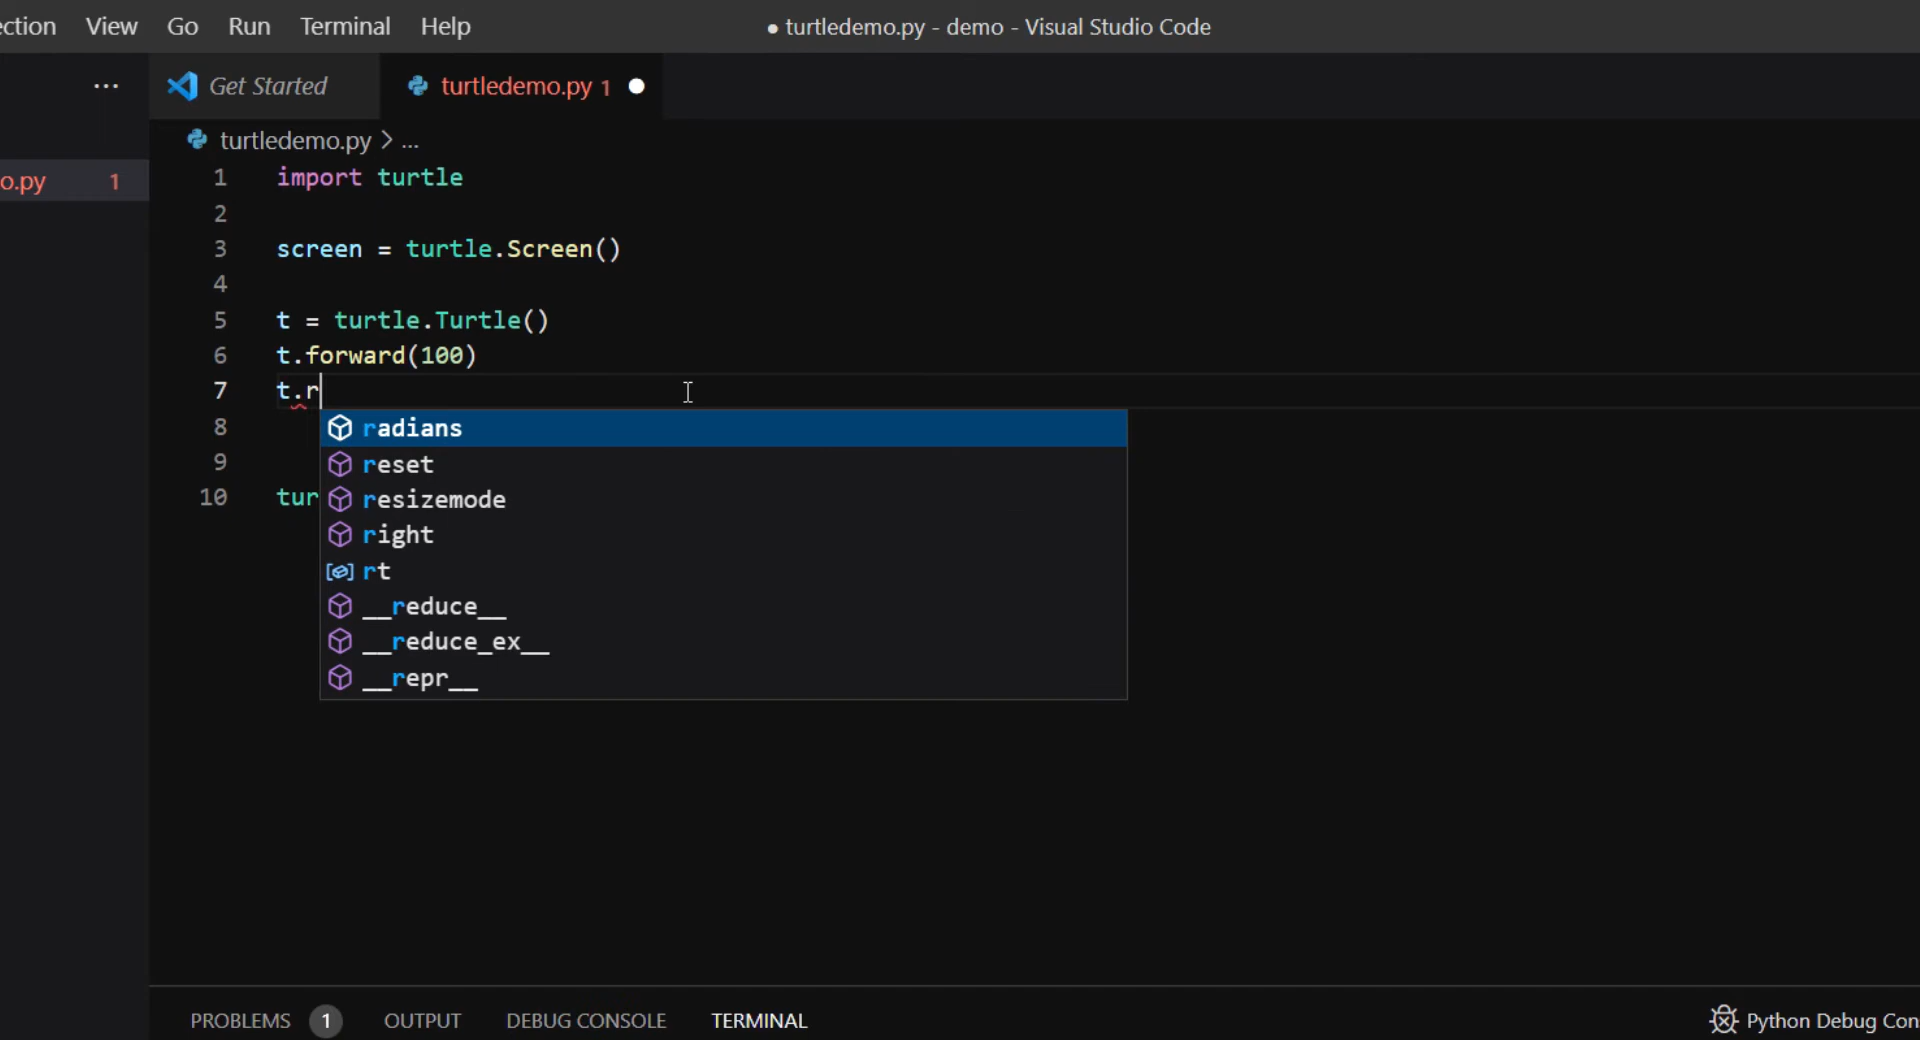 ction View Go Run Terminal Help ● turtledemo.py - demo - Visual Studio Code
... Get Started turtledemo.py 1 ●
turtledemo.py > ...
o.py 1
1 import turtle
2
3 screen = turtle.Screen()
4
5 t = turtle.Turtle()
6 t.forward(100)
7 t.r
8 radians
reset
9
resizemode
10 tur
right
rt
__reduce__
__reduce_ex__
__repr__
PROBLEMS 1 OUTPUT DEBUG CONSOLE TERMINAL Python Debug Con